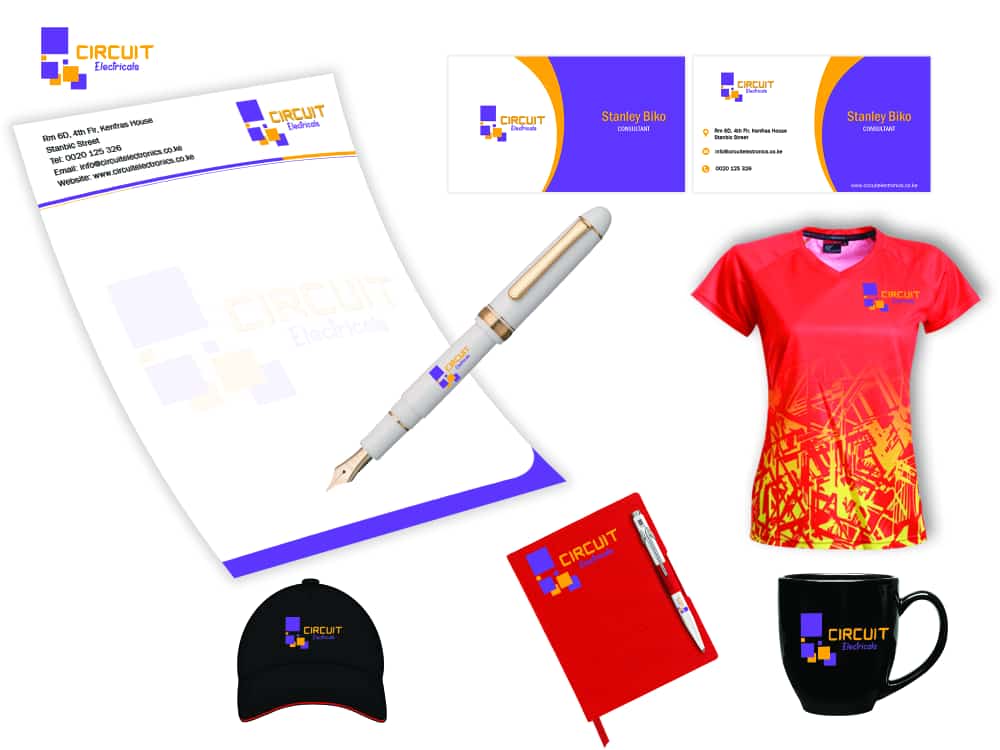 CIRCUIT
Electricals
Rm 6D, 4th Flr, Kenfras House
Stanbic Street
Tel: 0020 125 326
Email: info@circuitelectronics.co.ke
Website: www.circuitelectronics.co.ke
CIRCUIT
Electricals
CIRCUIT
Electricals
CIRCUIT
Electricals
CIRCUIT
Electricals
Stanley Biko
CONSULTANT
CIRCUIT
Electricals
Rm 6D, 4th Flr, Kenfras House
Stanbic Street
info@circuitelectronics.co.ke
0020 125 326
Stanley Biko
CONSULTANT
www.circuitelectronics.co.ke
CIRCUIT
Electricals
CIRCUIT
Electricals
CIRCUIT
Electricals
CIRCUIT
Electricals